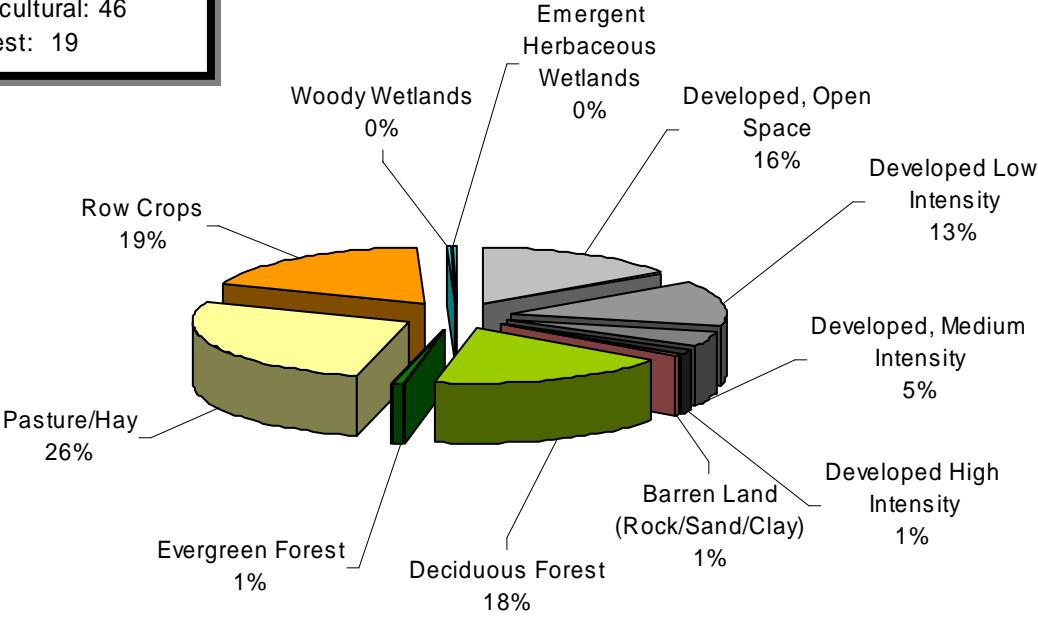 cultural: 46
est: 19
Emergent
Herbaceous
Wetlands
0%
Woody Wetlands
0%
Developed, Open
Space
16%
Developed Low
Intensity
13%
Row Crops
19%
Developed, Medium
Intensity
5%
Pasture/Hay
26%
Developed High
Intensity
1%
Barren Land
(Rock/Sand/Clay)
1%
Evergreen Forest
1%
Deciduous Forest
18%